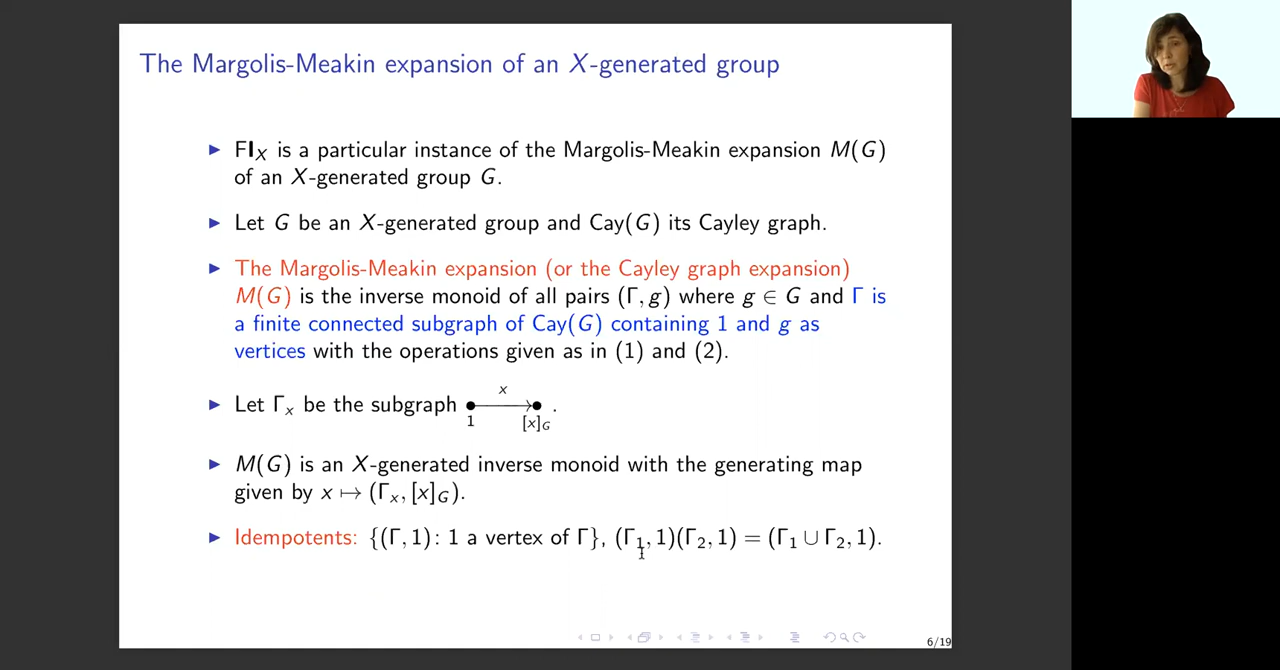 The Margolis-Meakin expansion of an X-generated group
▶ FI_X is a particular instance of the Margolis-Meakin expansion M(G)
of an X-generated group G.
▶ Let G be an X-generated group and Cay(G) its Cayley graph.
▶ The Margolis-Meakin expansion (or the Cayley graph expansion)
M(G) is the inverse monoid of all pairs (Γ, g) where g ∈ G and Γ is
a finite connected subgraph of Cay(G) containing 1 and g as
vertices with the operations given as in (1) and (2).
x
▶ Let Γ_x be the subgraph .
1 [x]_G
▶ M(G) is an X-generated inverse monoid with the generating map
given by x ↦ (Γ_x, [x]_G).
▶ Idempotents: {(Γ, 1): 1 a vertex of Γ}, (Γ_1, 1)(Γ_2, 1) = (Γ_1 ∪ Γ_2, 1).
6/19